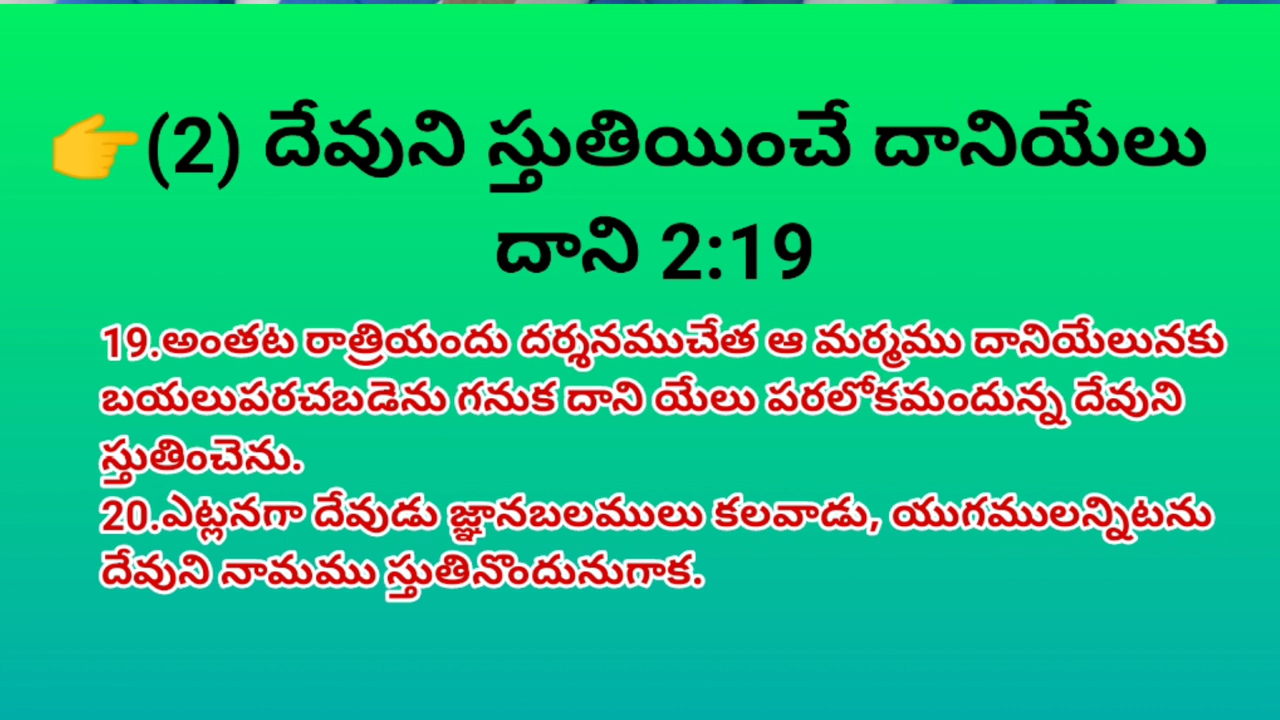 👉(2) దేవుని స్తుతియించే దానియేలు
దాని 2:19
19.అంతట రాత్రియందు దర్శనముచేత ఆ మర్మము దానియేలునకు
బయలుపరచబడెను గనుక దాని యేలు పరలోకమందున్న దేవుని
స్తుతించెను.
20.ఎట్లనగా దేవుడు జ్ఞానబలములు కలవాడు, యుగములన్నిటను
దేవుని నామము స్తుతినొందునుగాక.